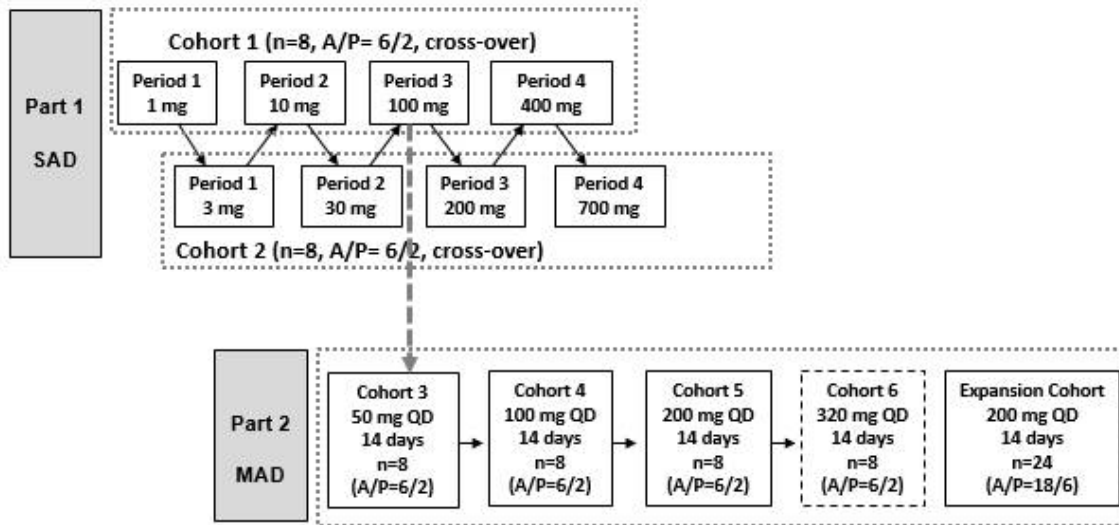 Part 1
SAD
Cohort 1 (n=8, A/P= 6/2, cross-over)
Period 1
1 mg
Period 2
10 mg
Period 3
100 mg
Period 4
400 mg
Period 1
3 mg
Period 2
30 mg
Period 3
200 mg
Period 4
700 mg
Cohort 2 (n=8, A/P= 6/2, cross-over)
Part 2
MAD
Cohort 3
50 mg QD
14 days
n=8
(A/P=6/2)
Cohort 4
100 mg QD
14 days
n=8
(A/P=6/2)
Cohort 5
200 mg QD
14 days
n=8
(A/P=6/2)
Cohort 6
320 mg QD
14 days
n=8
(A/P=6/2)
Expansion Cohort
200 mg QD
14 days
n=24
(A/P=18/6)